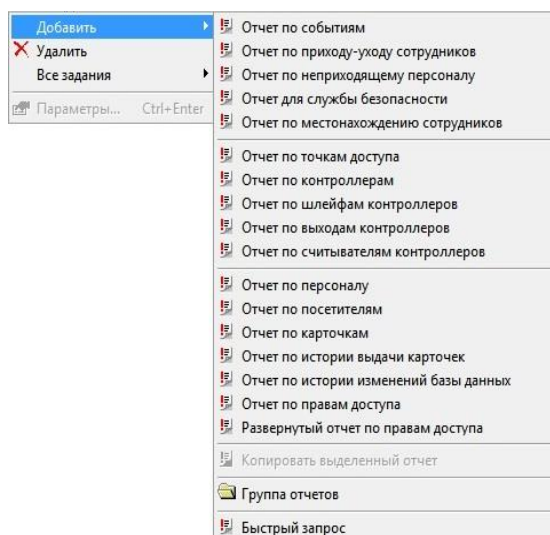 Добавить
Удалить
Все задания
Параметры... Ctrl+Enter
Отчет по событиям
Отчет по приходу-уходу сотрудников
Отчет по неприходящему персоналу
Отчет для службы безопасности
Отчет по местонахождению сотрудников
Отчет по точкам доступа
Отчет по контроллерам
Отчет по шлейфам контроллеров
Отчет по выходам контроллеров
Отчет по считывателям контроллеров
Отчет по персоналу
Отчет по посетителям
Отчет по карточкам
Отчет по истории выдачи карточек
Отчет по истории изменений базы данных
Отчет по правам доступа
Развернутый отчет по правам доступа
Копировать выделенный отчет
Группа отчетов
Быстрый запрос